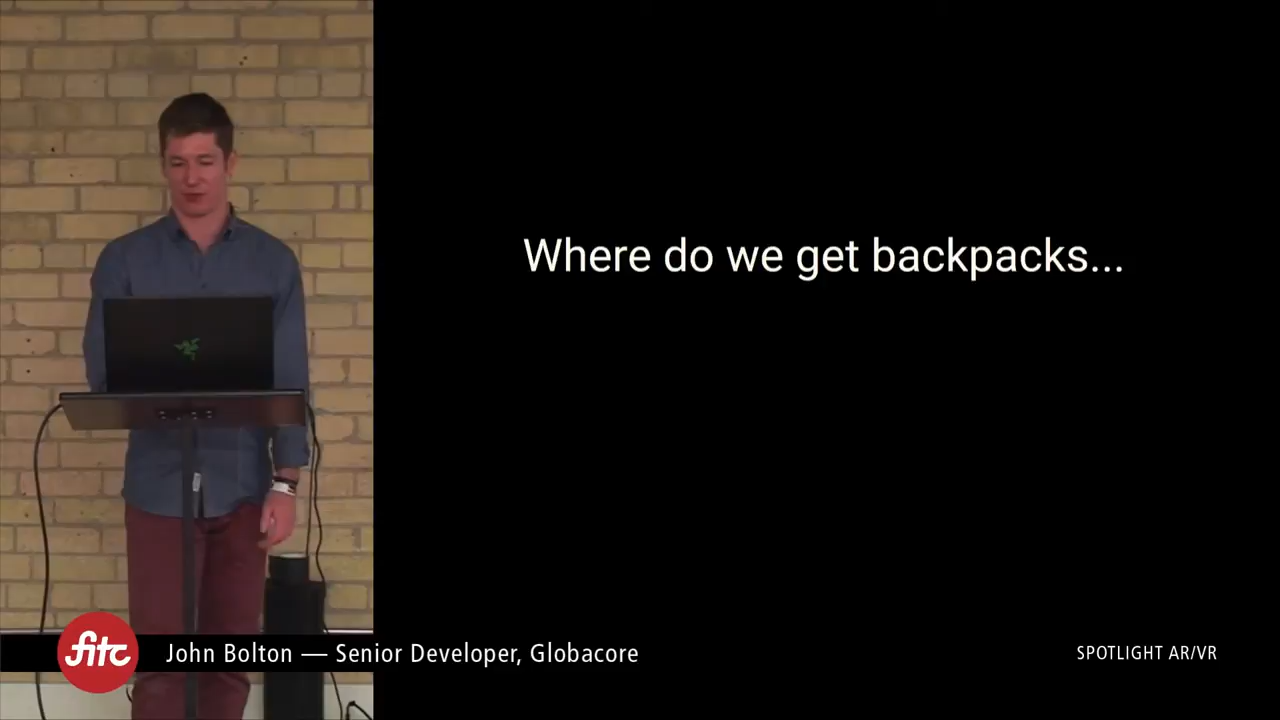 Where do we get backpacks...
fitc
John Bolton — Senior Developer, Globacore
SPOTLIGHT AR/VR